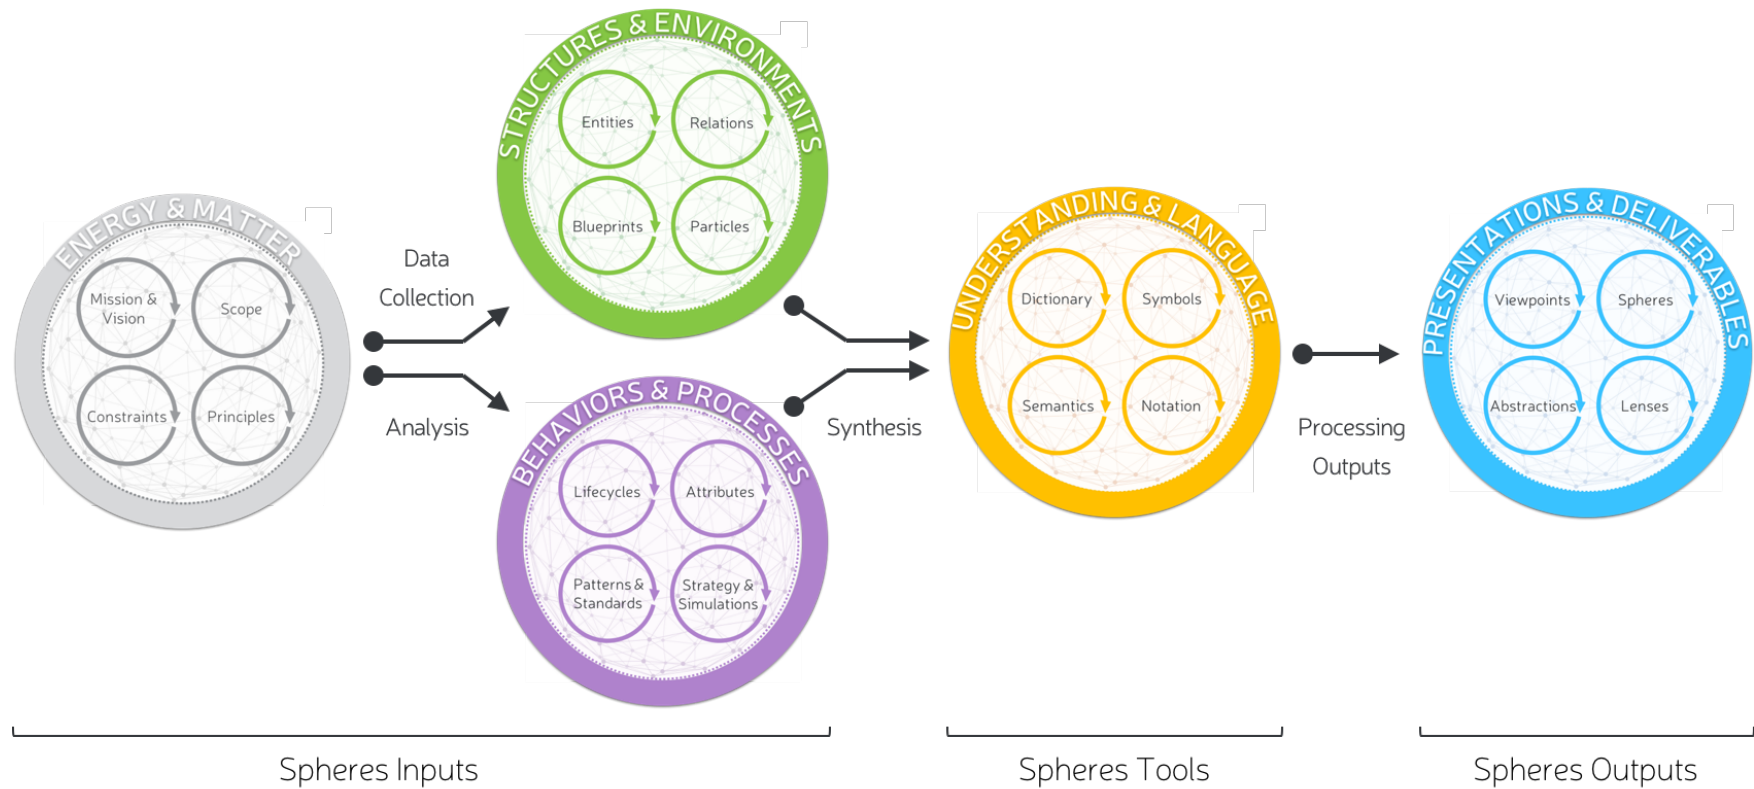 ENERGY & MATTER
Mission &
Vision
Scope
Constraints
Principles
Data
Collection
Analysis
STRUCTURES & ENVIRONMENTS
Entities
Relations
Blueprints
Particles
BEHAVIORS & PROCESSES
Lifecycles
Attributes
Patterns &
Standards
Strategy &
Simulations
Synthesis
UNDERSTANDING & LANGUAGE
Dictionary
Symbols
Semantics
Notation
Processing
Outputs
PRESENTATIONS & DELIVERABLES
Viewpoints
Spheres
Abstractions
Lenses
Spheres Inputs
Spheres Tools
Spheres Outputs